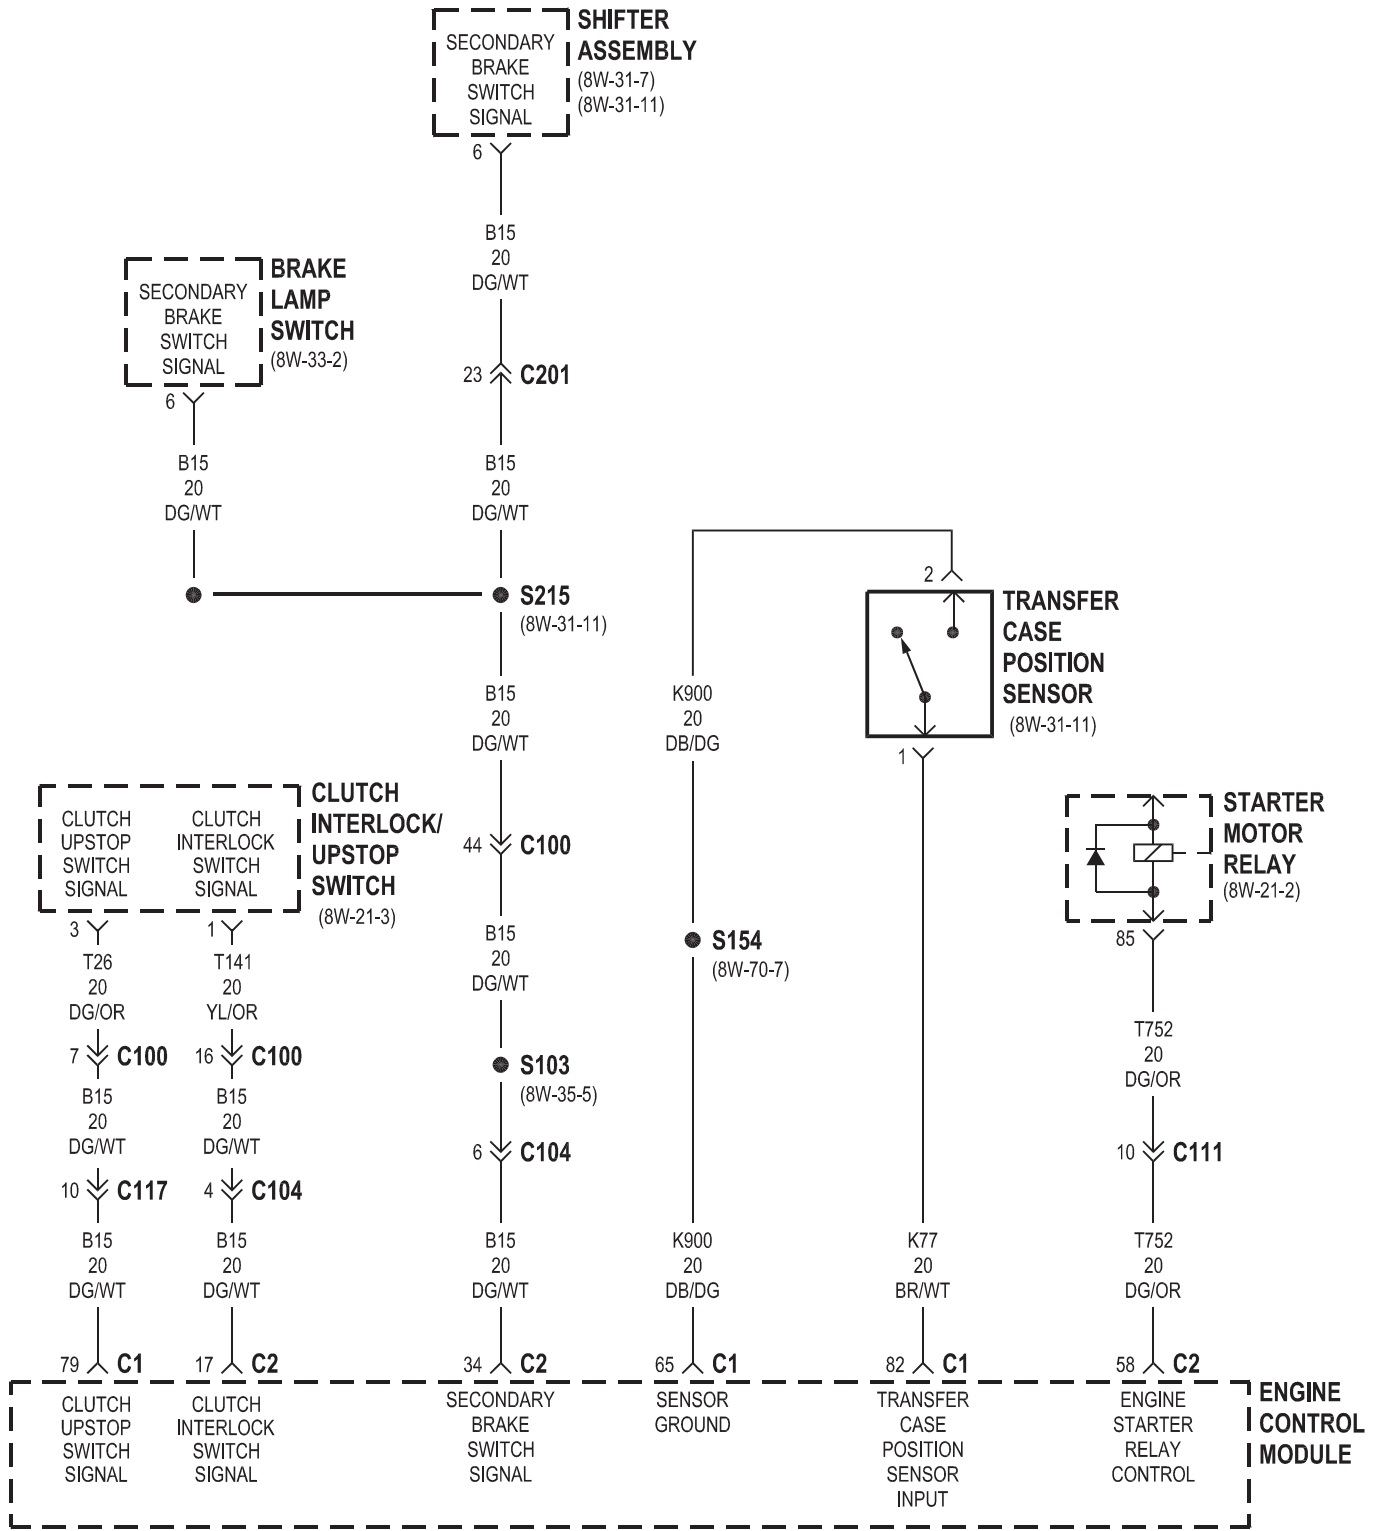 SECONDARY
BRAKE
SWITCH
SIGNAL
SHIFTER
ASSEMBLY
(8W-31-7)
(8W-31-11)
6
B15
20
DG/WT
SECONDARY
BRAKE
SWITCH
SIGNAL
BRAKE
LAMP
SWITCH
(8W-33-2)
6
23 C201
B15
20
DG/WT
B15
20
DG/WT
S215
(8W-31-11)
2
TRANSFER
CASE
POSITION
SENSOR
(8W-31-11)
1
B15
20
DG/WT
K900
20
DB/DG
CLUTCH
UPSTOP
SWITCH
SIGNAL
CLUTCH
INTERLOCK
SWITCH
SIGNAL
CLUTCH
INTERLOCK/
UPSTOP
SWITCH
(8W-21-3)
44 C100
STARTER
MOTOR
RELAY
(8W-21-2)
85
3
1
T26
20
DG/OR
T141
20
YL/OR
B15
20
DG/WT
S154
(8W-70-7)
7 C100
16 C100
S103
(8W-35-5)
T752
20
DG/OR
B15
20
DG/WT
B15
20
DG/WT
6 C104
10 C111
10 C117
4 C104
B15
20
DG/WT
B15
20
DG/WT
B15
20
DG/WT
K900
20
DB/DG
K77
20
BR/WT
T752
20
DG/OR
79 C1
17 C2
34 C2
65 C1
82 C1
58 C2
CLUTCH
UPSTOP
SWITCH
SIGNAL
CLUTCH
INTERLOCK
SWITCH
SIGNAL
SECONDARY
BRAKE
SWITCH
SIGNAL
SENSOR
GROUND
TRANSFER
CASE
POSITION
SENSOR
INPUT
ENGINE
STARTER
RELAY
CONTROL
ENGINE
CONTROL
MODULE